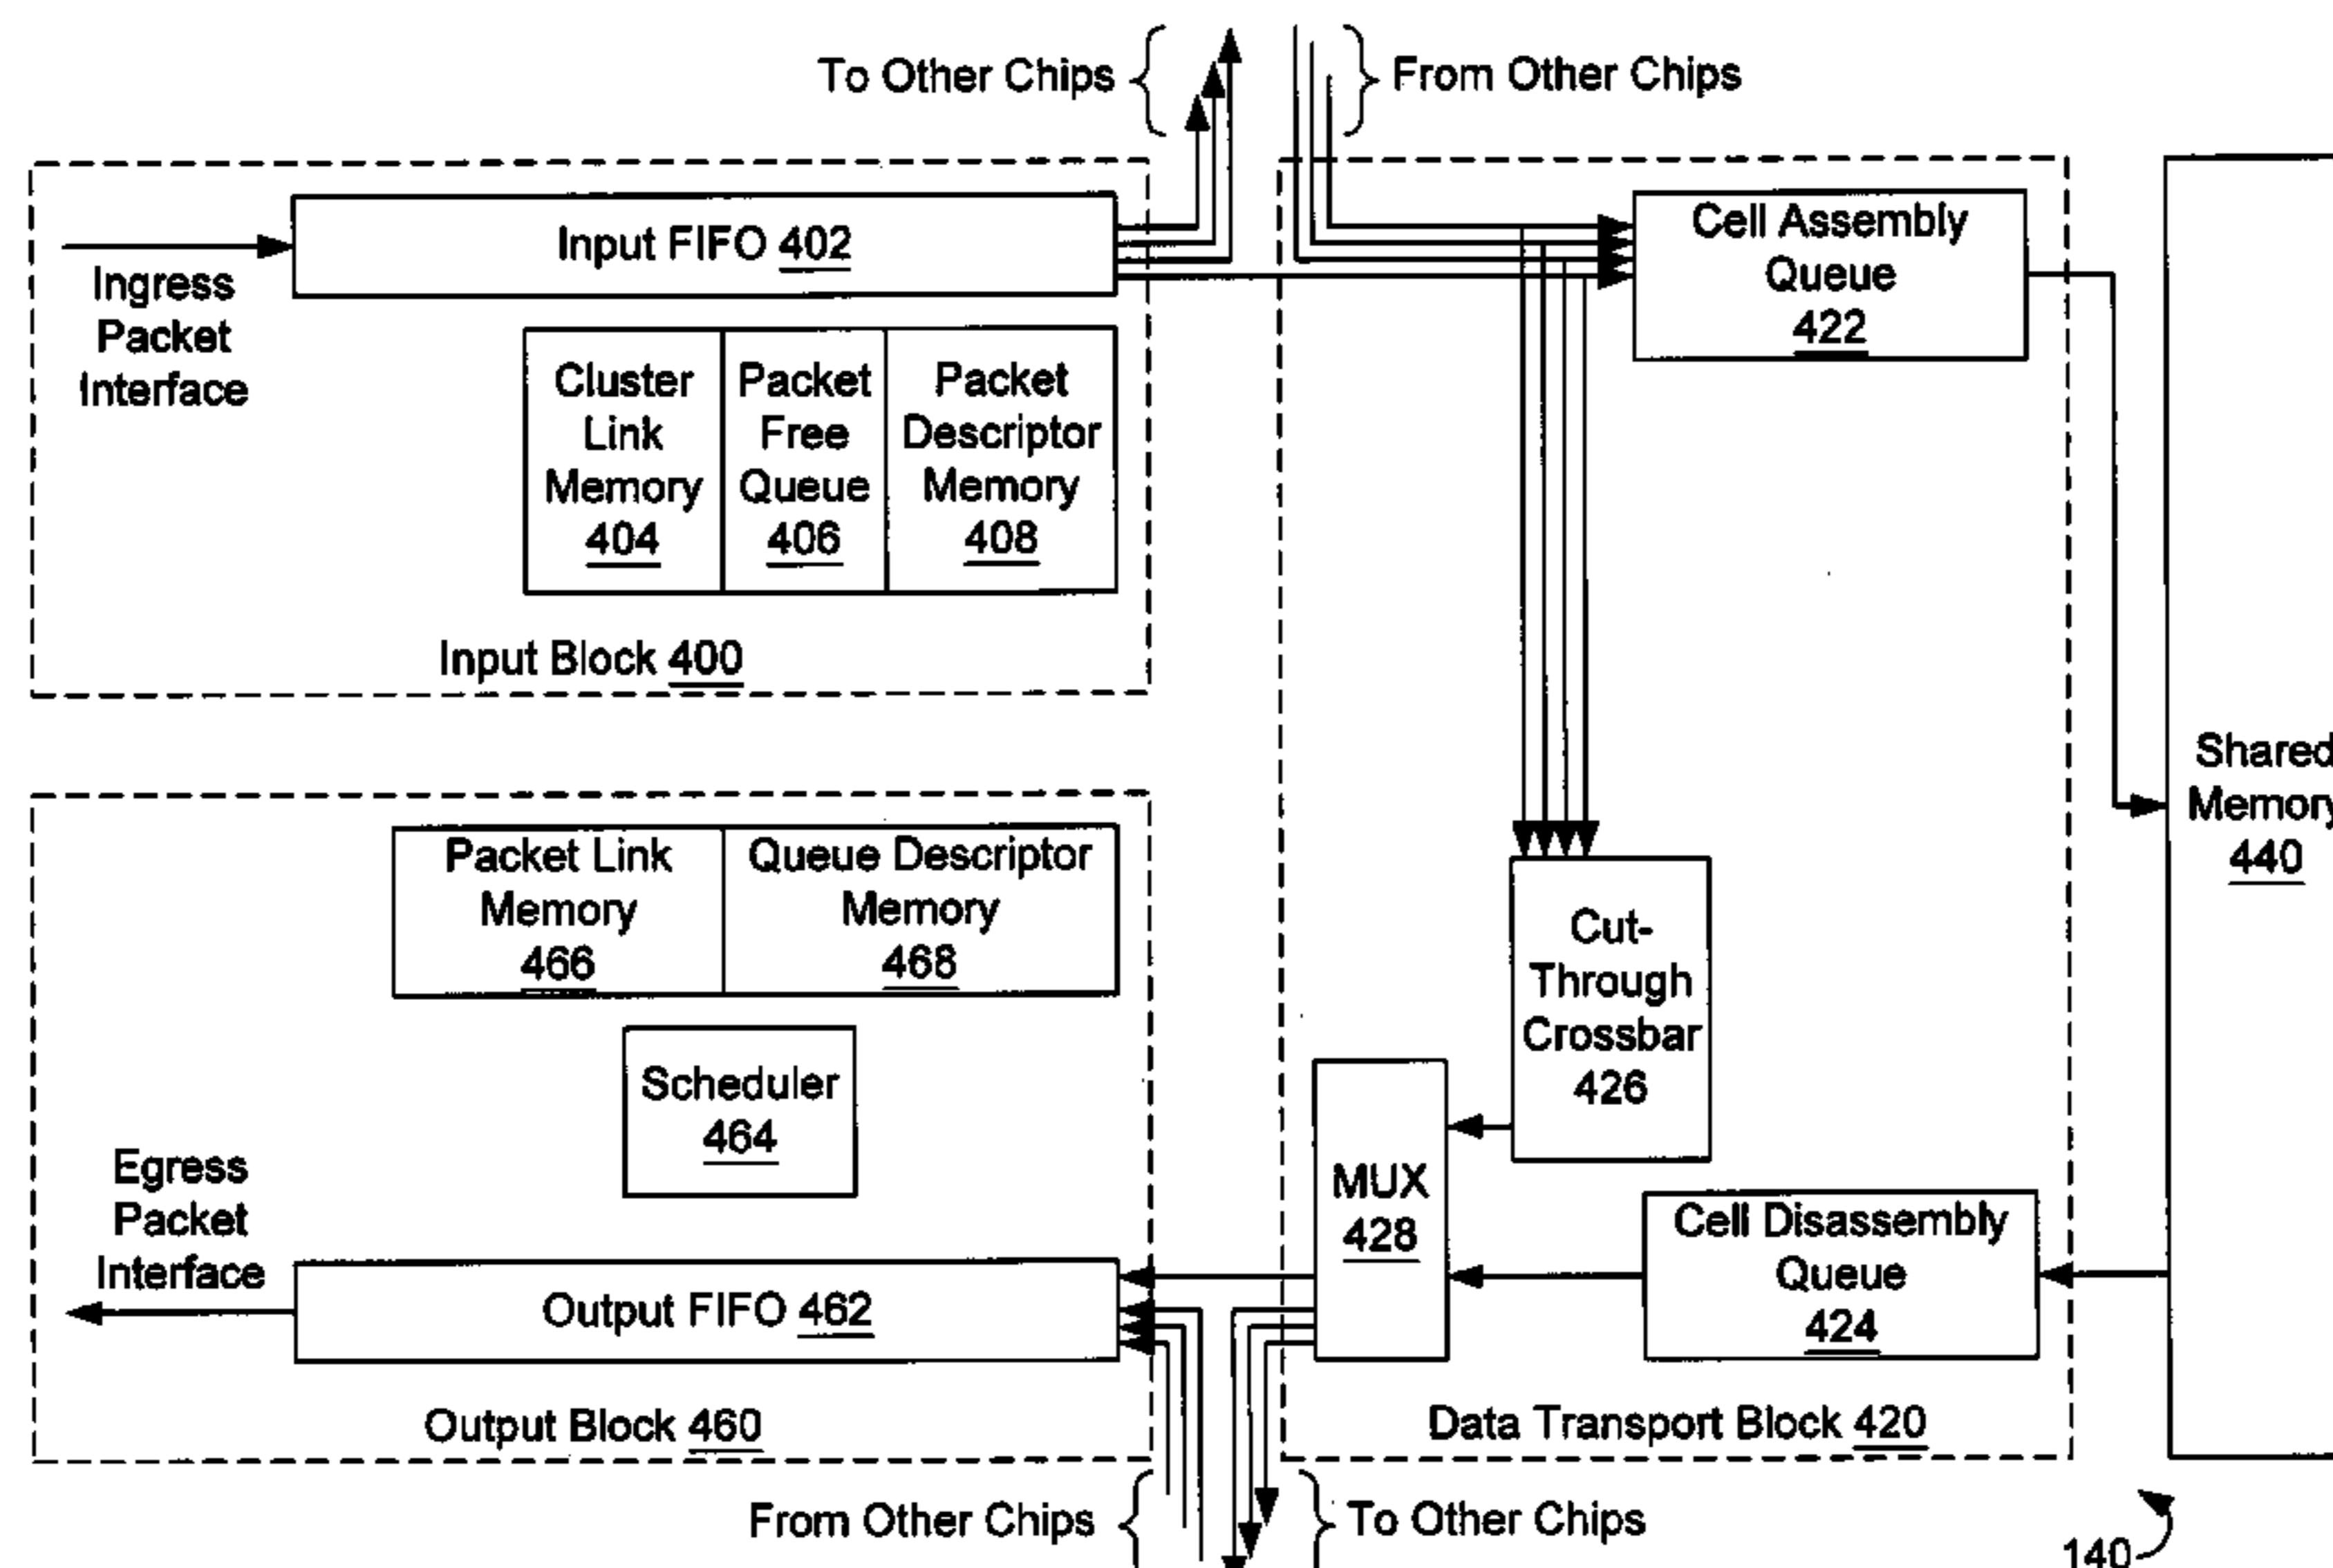 To Other Chips
From Other Chips
Input FIFO 402
Ingress
Packet
Interface
Cluster
Link
Memory
404
Packet
Free
Queue
406
Packet
Descriptor
Memory
408
Input Block 400
Cell Assembly
Queue
422
Shared
Memory
440
Packet Link
Memory
466
Queue Descriptor
Memory
468
Scheduler
464
Cut-
Through
Crossbar
426
MUX
428
Cell Disassembly
Queue
424
Egress
Packet
Interface
Output FIFO 462
Output Block 460
Data Transport Block 420
From Other Chips
To Other Chips
140